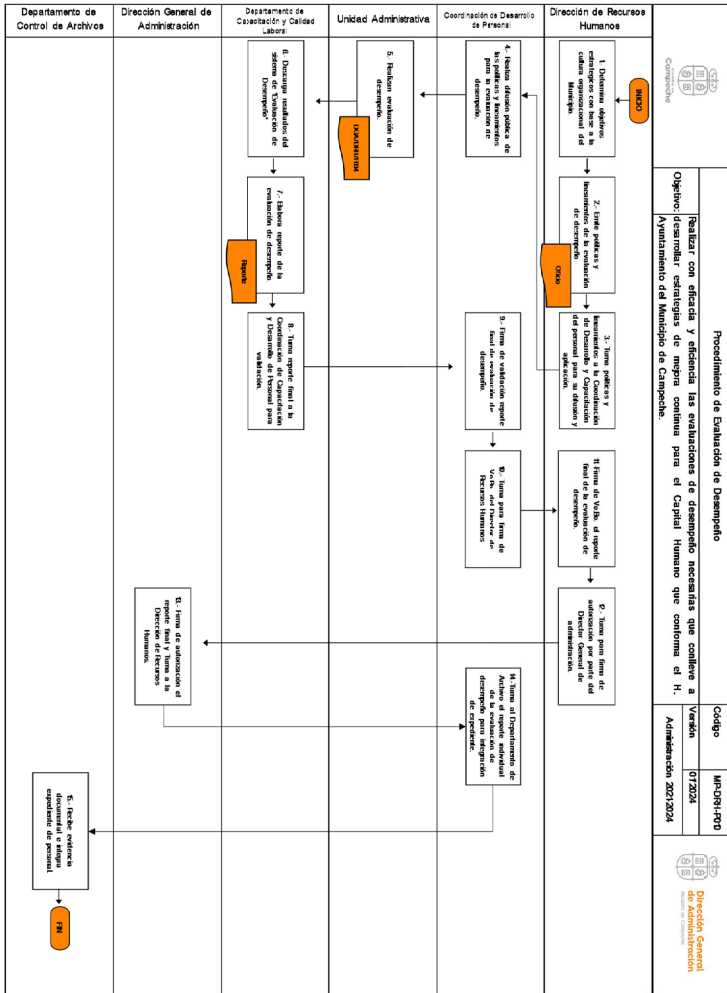 Campeche
Procedimiento de Evaluación de Desempeño
Código
MP-DRH-P01D
Objetivo:
Realizar con eficacia y eficiencia las evaluaciones de desempeño necesarias que conlleve a
desarrollar estrategias de mejora continua para el Capital Humano que conforma el H.
Ayuntamiento del Municipio de Campeche.
Versión
01'2024
Administración 2021-2024
Dirección General
de Administración
Dirección de Recursos
Humanos
INICIO
1. Determina objetivos
estrategicos con base a la
cultura organizacional del
Municipio.
2.- Emite políticas y
lineamientos de la evaluación
de desempeño.
Oficio
3.- Turna políticas y
lineamientos a la Coordinación
de Desarrollo y Capacitación
del personal para su difusión y
aplicación.
11.Firma de Vo.Bo. el reporte
final de la evaluación de
desempeño.
12.- Turna para firma de
autorización por parte del
Director General de
administración.
Coordinación de Desarrollo
de Personal
4.- Realiza difusión pública de
las políticas y lineamientos
para la evaluación de
desempeño.
9.- Firma de validación reporte
final de evaluación de
desempeño.
10.- Turna para firma de
Vo.Bo. del Director de
Recursos Humanos
14.-Turna al Departamento de
Archivo el reporte individual
de la evaluación de
desempeño para integración
de expediente.
Unidad Administrativa
5.- Realizan evaluación de
desempeño.
Departamento de
Capacitación y Calidad
Laboral
6.- Descarga resultados del
sistema de "Evaluación de
Desempeño"
7.- Elabora reporte de la
evaluación de desempeño.
Reporte
8.- Turna reporte final a la
Coordinación de Capacitación
y Desarrollo de Personal para
validación.
Dirección General de
Administración
13.- Firma de autorización el
reporte final y Turna a la
Dirección de Recursos
Humanos.
Departamento de
Control de Archivos
15.- Recibe evidencia
documental e integra
expediente de personal.
FIN